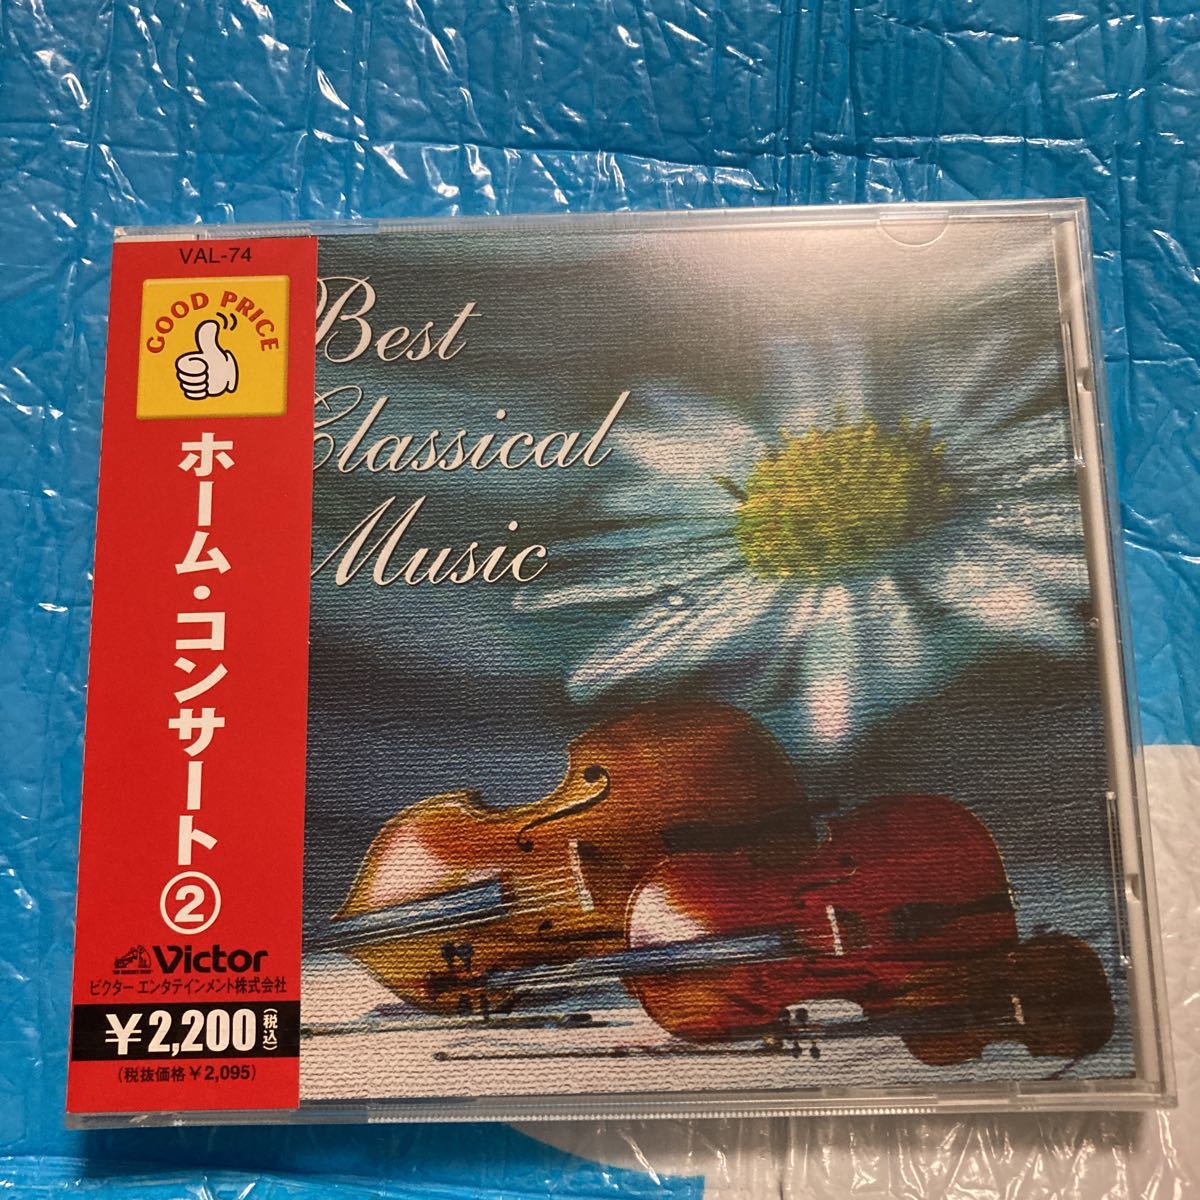 VAL-74
GOOD PRICE
ホーム・コンサート②
Victor
ビクター エンタテインメント株式会社
¥2,200(税込)
(税抜価格¥2,095)
Best
Classical
Music